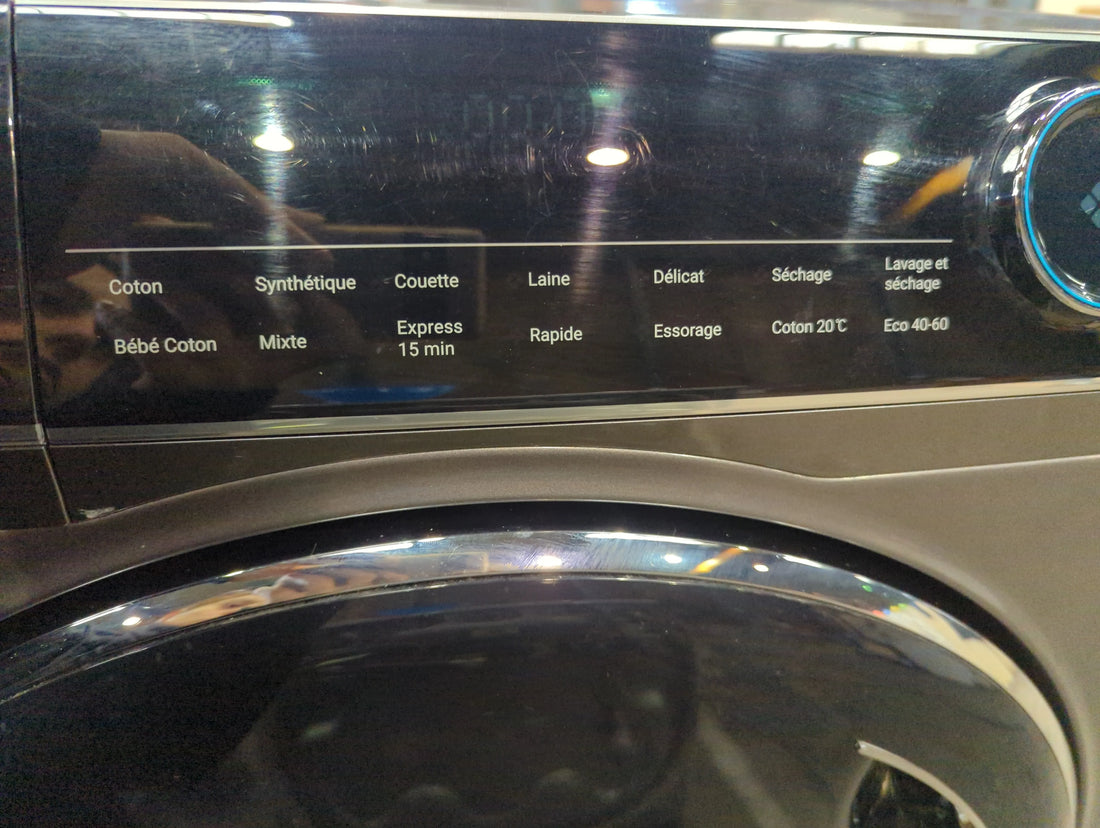 Coton
Synthétique
Couette
Laine
Délicat
Séchage
Lavage et
séchage
Bébé Coton
Mixte
Express
15 min
Rapide
Essorage
Coton 20℃
Eco 40-60